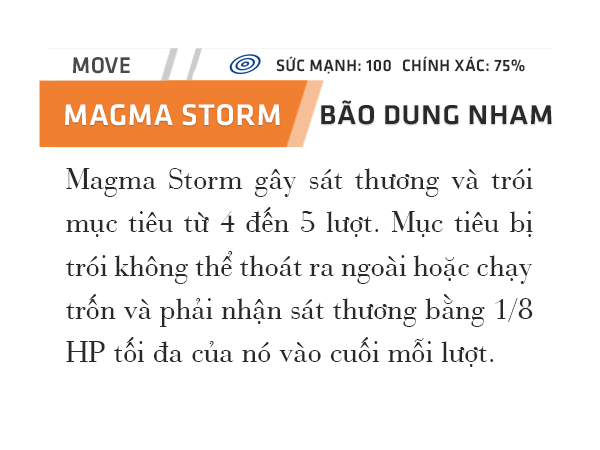 MOVE SỨC MẠNH: 100 CHÍNH XÁC: 75%
MAGMA STORM BÃO DUNG NHAM
Magma Storm gây sát thương và trói
mục tiêu từ 4 đến 5 lượt. Mục tiêu bị
trói không thể thoát ra ngoài hoặc chạy
trốn và phải nhận sát thương bằng 1/8
HP tối đa của nó vào cuối mỗi lượt.